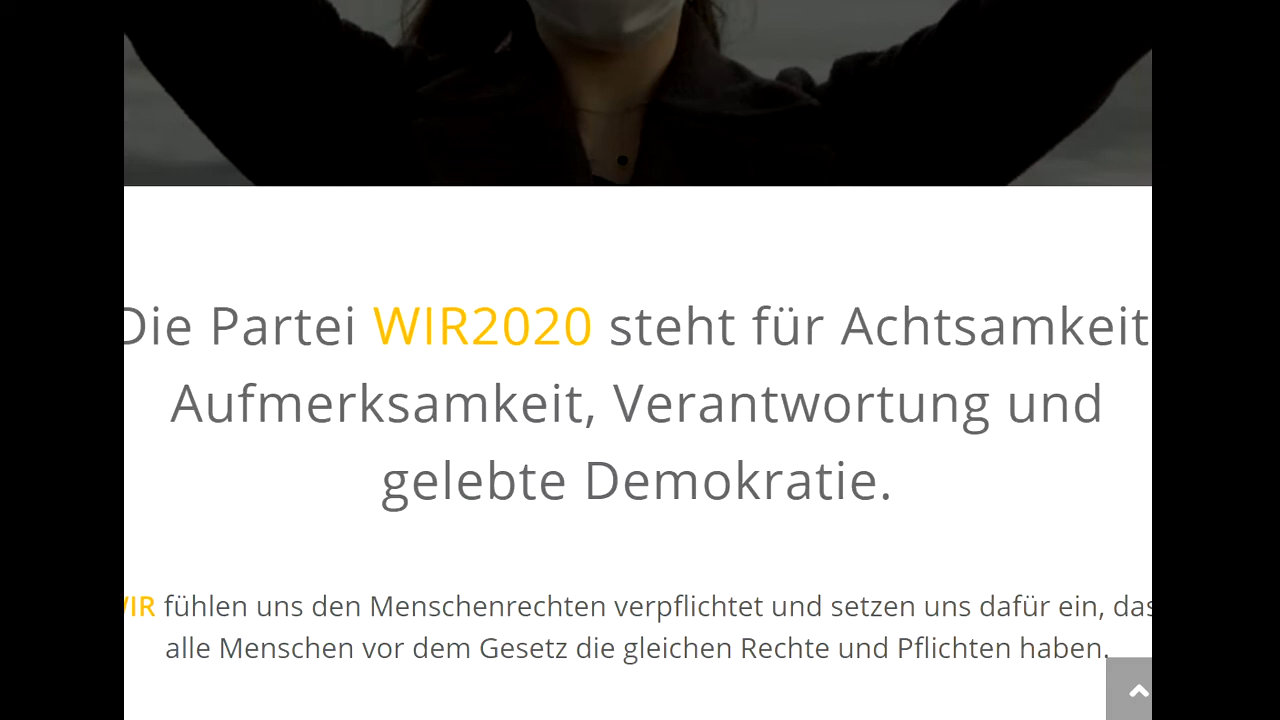 Die Partei WIR2020 steht für Achtsamkeit
Aufmerksamkeit, Verantwortung und
gelebte Demokratie.
WIR fühlen uns den Menschenrechten verpflichtet und setzen uns dafür ein, das
alle Menschen vor dem Gesetz die gleichen Rechte und Pflichten haben.